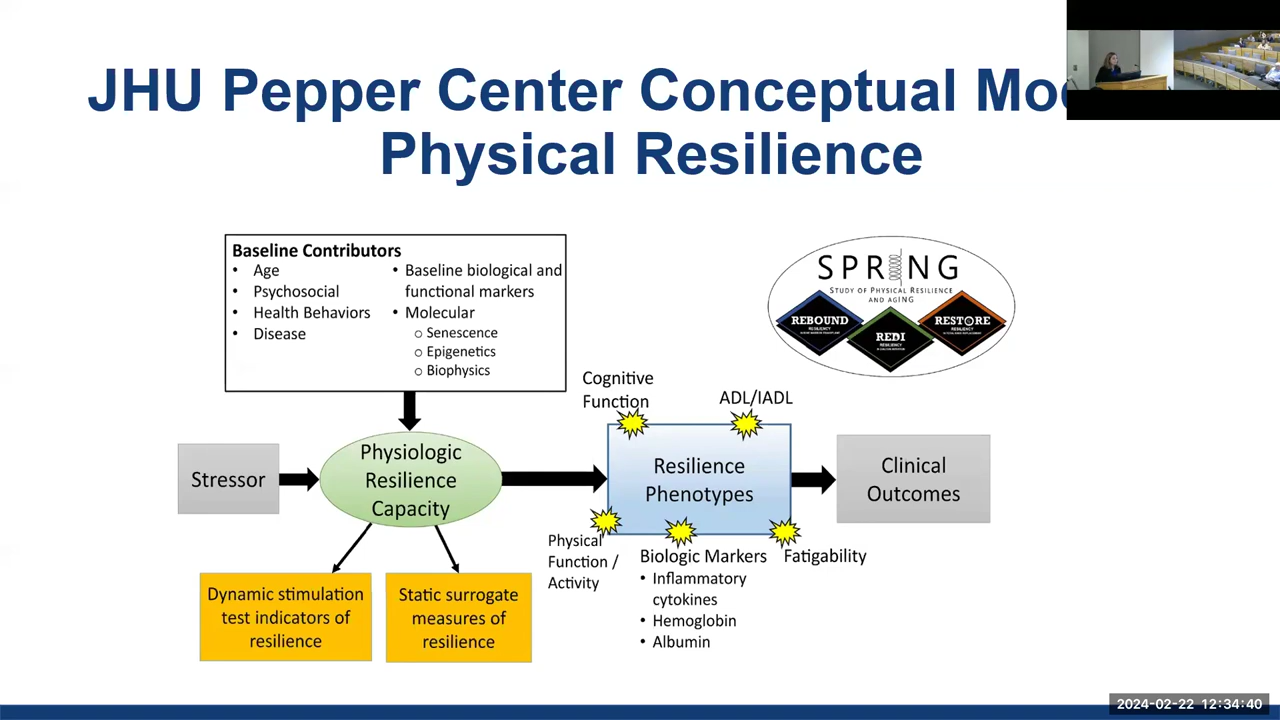 JHU Pepper Center Conceptual
Physical Resilience
Baseline Contributors
• Age
• Psychosocial
• Health Behaviors
• Disease
• Baseline biological and
functional markers
• Molecular
○ Senescence
○ Epigenetics
○ Biophysics
SPRING
STUDY OF PHYSICAL RESILIENCE
AND AGING
REBOUND
RESILIENCY
REDI
RESILIENCY
RESTORE
RESILIENCY
Cognitive
Function
ADL/IADL
Stressor
Physiologic
Resilience
Capacity
Resilience
Phenotypes
Clinical
Outcomes
Physical
Function /
Activity
Biologic Markers
• Inflammatory
cytokines
• Hemoglobin
• Albumin
Fatigability
Dynamic stimulation
test indicators of
resilience
Static surrogate
measures of
resilience
2024-02-22 12:34:40